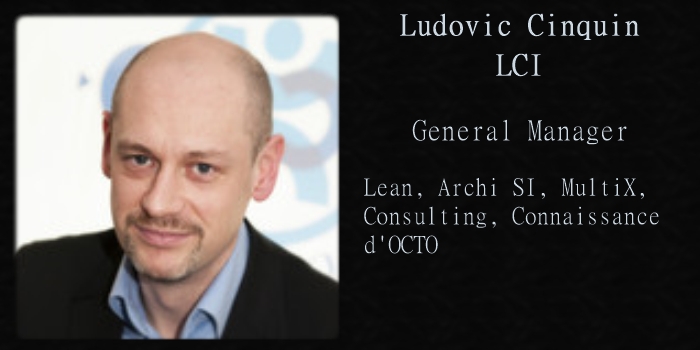 Ludovic Cinquin
LCI
General Manager
Lean, Archi SI, MultiX,
Consulting, Connaissance
d'OCTO